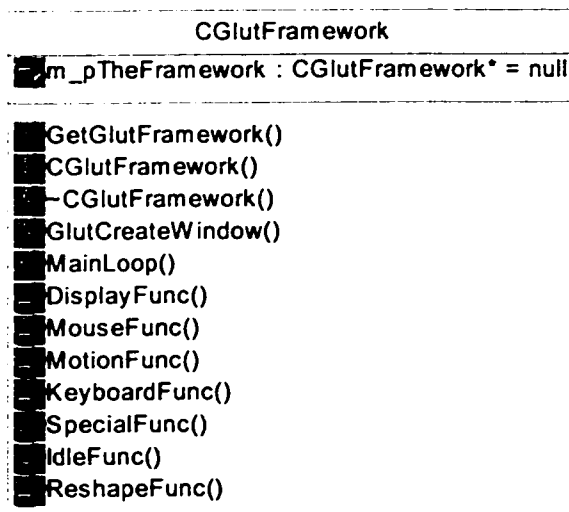 CGlutFramework
m_pTheFramework : CGlutFramework* = null
GetGlutFramework()
CGlutFramework()
~CGlutFramework()
GlutCreateWindow()
MainLoop()
DisplayFunc()
MouseFunc()
MotionFunc()
KeyboardFunc()
SpecialFunc()
IdleFunc()
ReshapeFunc()